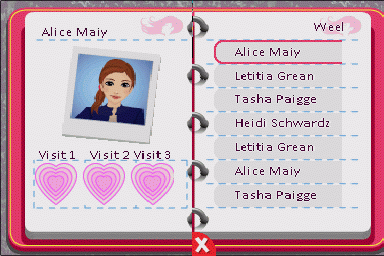 Alice Maiy
Visit 1 Visit 2 Visit 3
Weel
Alice Maiy
Letitia Grean
Tasha Paigge
Heidi Schwardz
Letitia Grean
Alice Maiy
Tasha Paigge
X